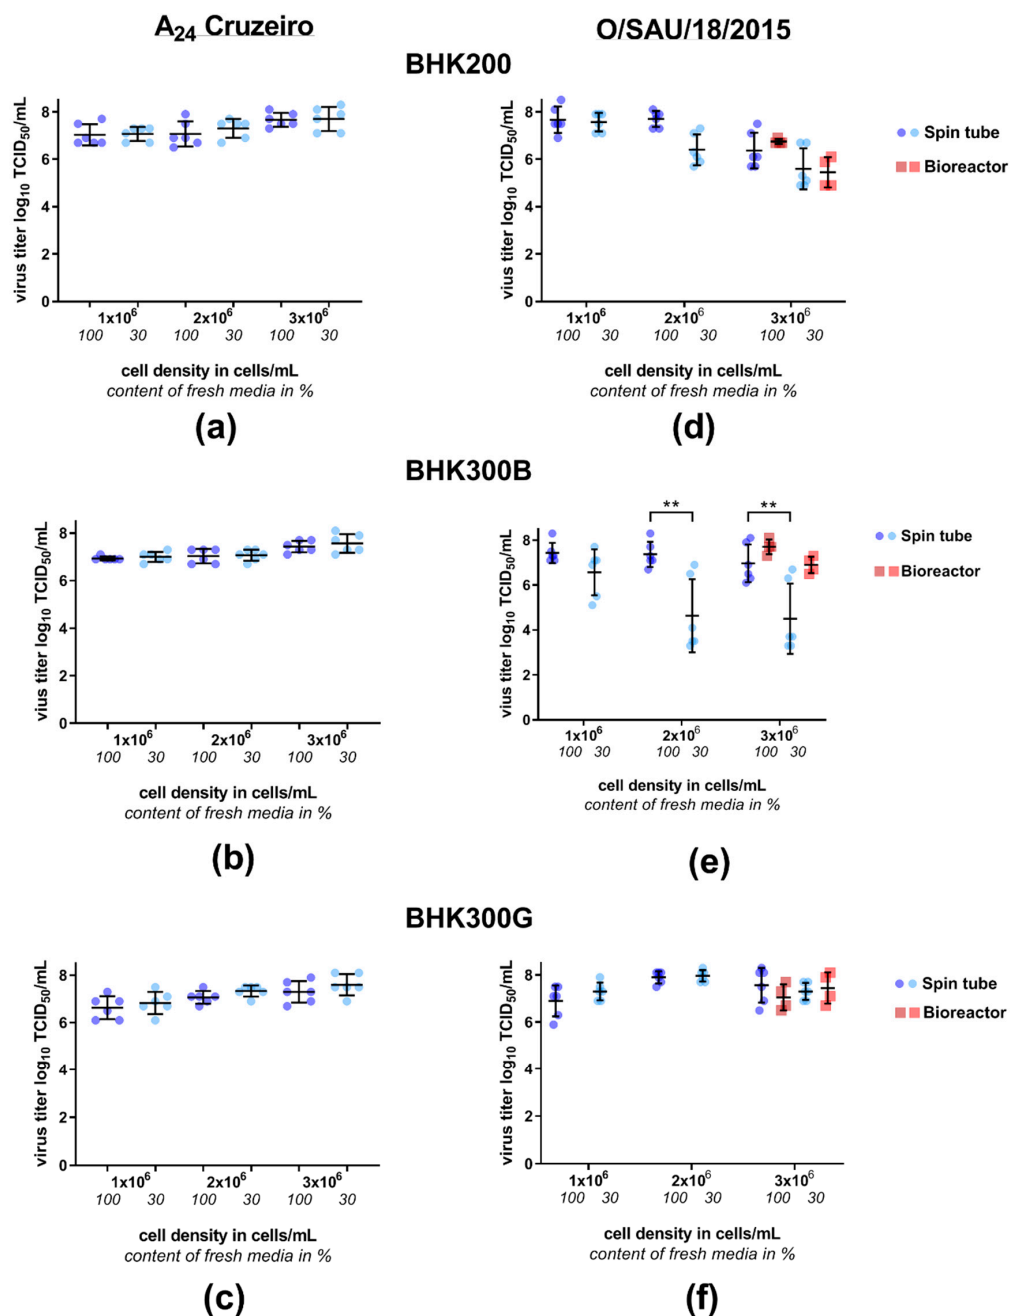 A24 Cruzeiro
O/SAU/18/2015
BHK200
virus titer log10 TCID50/mL
8
6
4
2
0
1x10^6 2x10^6 3x10^6
100 30 100 30 100 30
cell density in cells/mL
content of fresh media in %
(a)
vius titer log10 TCID50/mL
8
6
4
2
0
1x10^6 2x10^6 3x10^6
100 30 100 30 100 30
cell density in cells/mL
content of fresh media in %
(d)
Spin tube
Bioreactor
BHK300B
vius titer log10 TCID50/mL
8
6
4
2
0
1x10^6 2x10^6 3x10^6
100 30 100 30 100 30
cell density in cells/mL
content of fresh media in %
(b)
** **
vius titer log10 TCID50/mL
8
6
4
2
0
1x10^6 2x10^6 3x10^6
100 30 100 30 100 30
cell density in cells/mL
content of fresh media in %
(e)
Spin tube
Bioreactor
BHK300G
virus titer log10 TCID50/mL
8
6
4
2
0
1x10^6 2x10^6 3x10^6
100 30 100 30 100 30
cell density in cells/mL
content of fresh media in %
(c)
virus titer log10 TCID50/mL
8
6
4
2
0
1x10^6 2x10^6 3x10^6
100 30 100 30 100 30
cell density in cells/mL
content of fresh media in %
(f)
Spin tube
Bioreactor